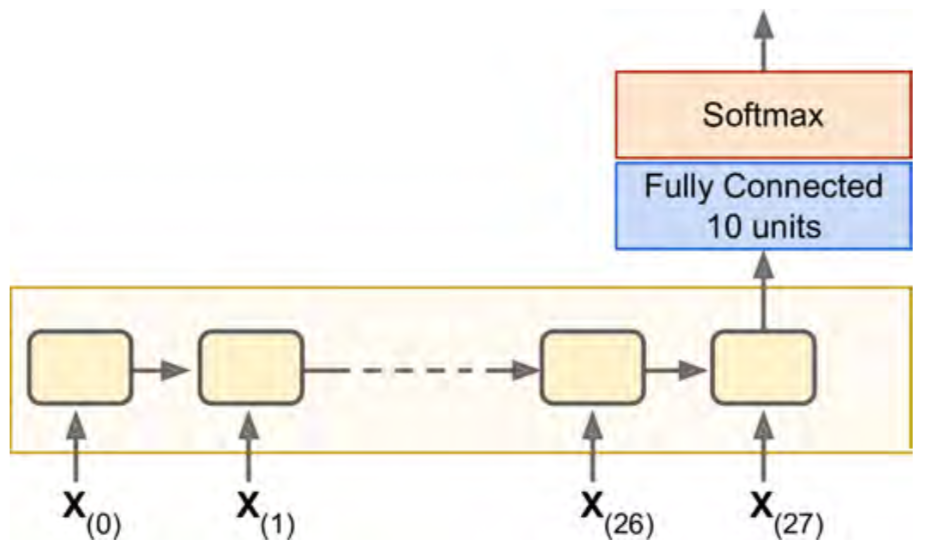 Softmax
Fully Connected
10 units
X(0) X(1) X(26) X(27)